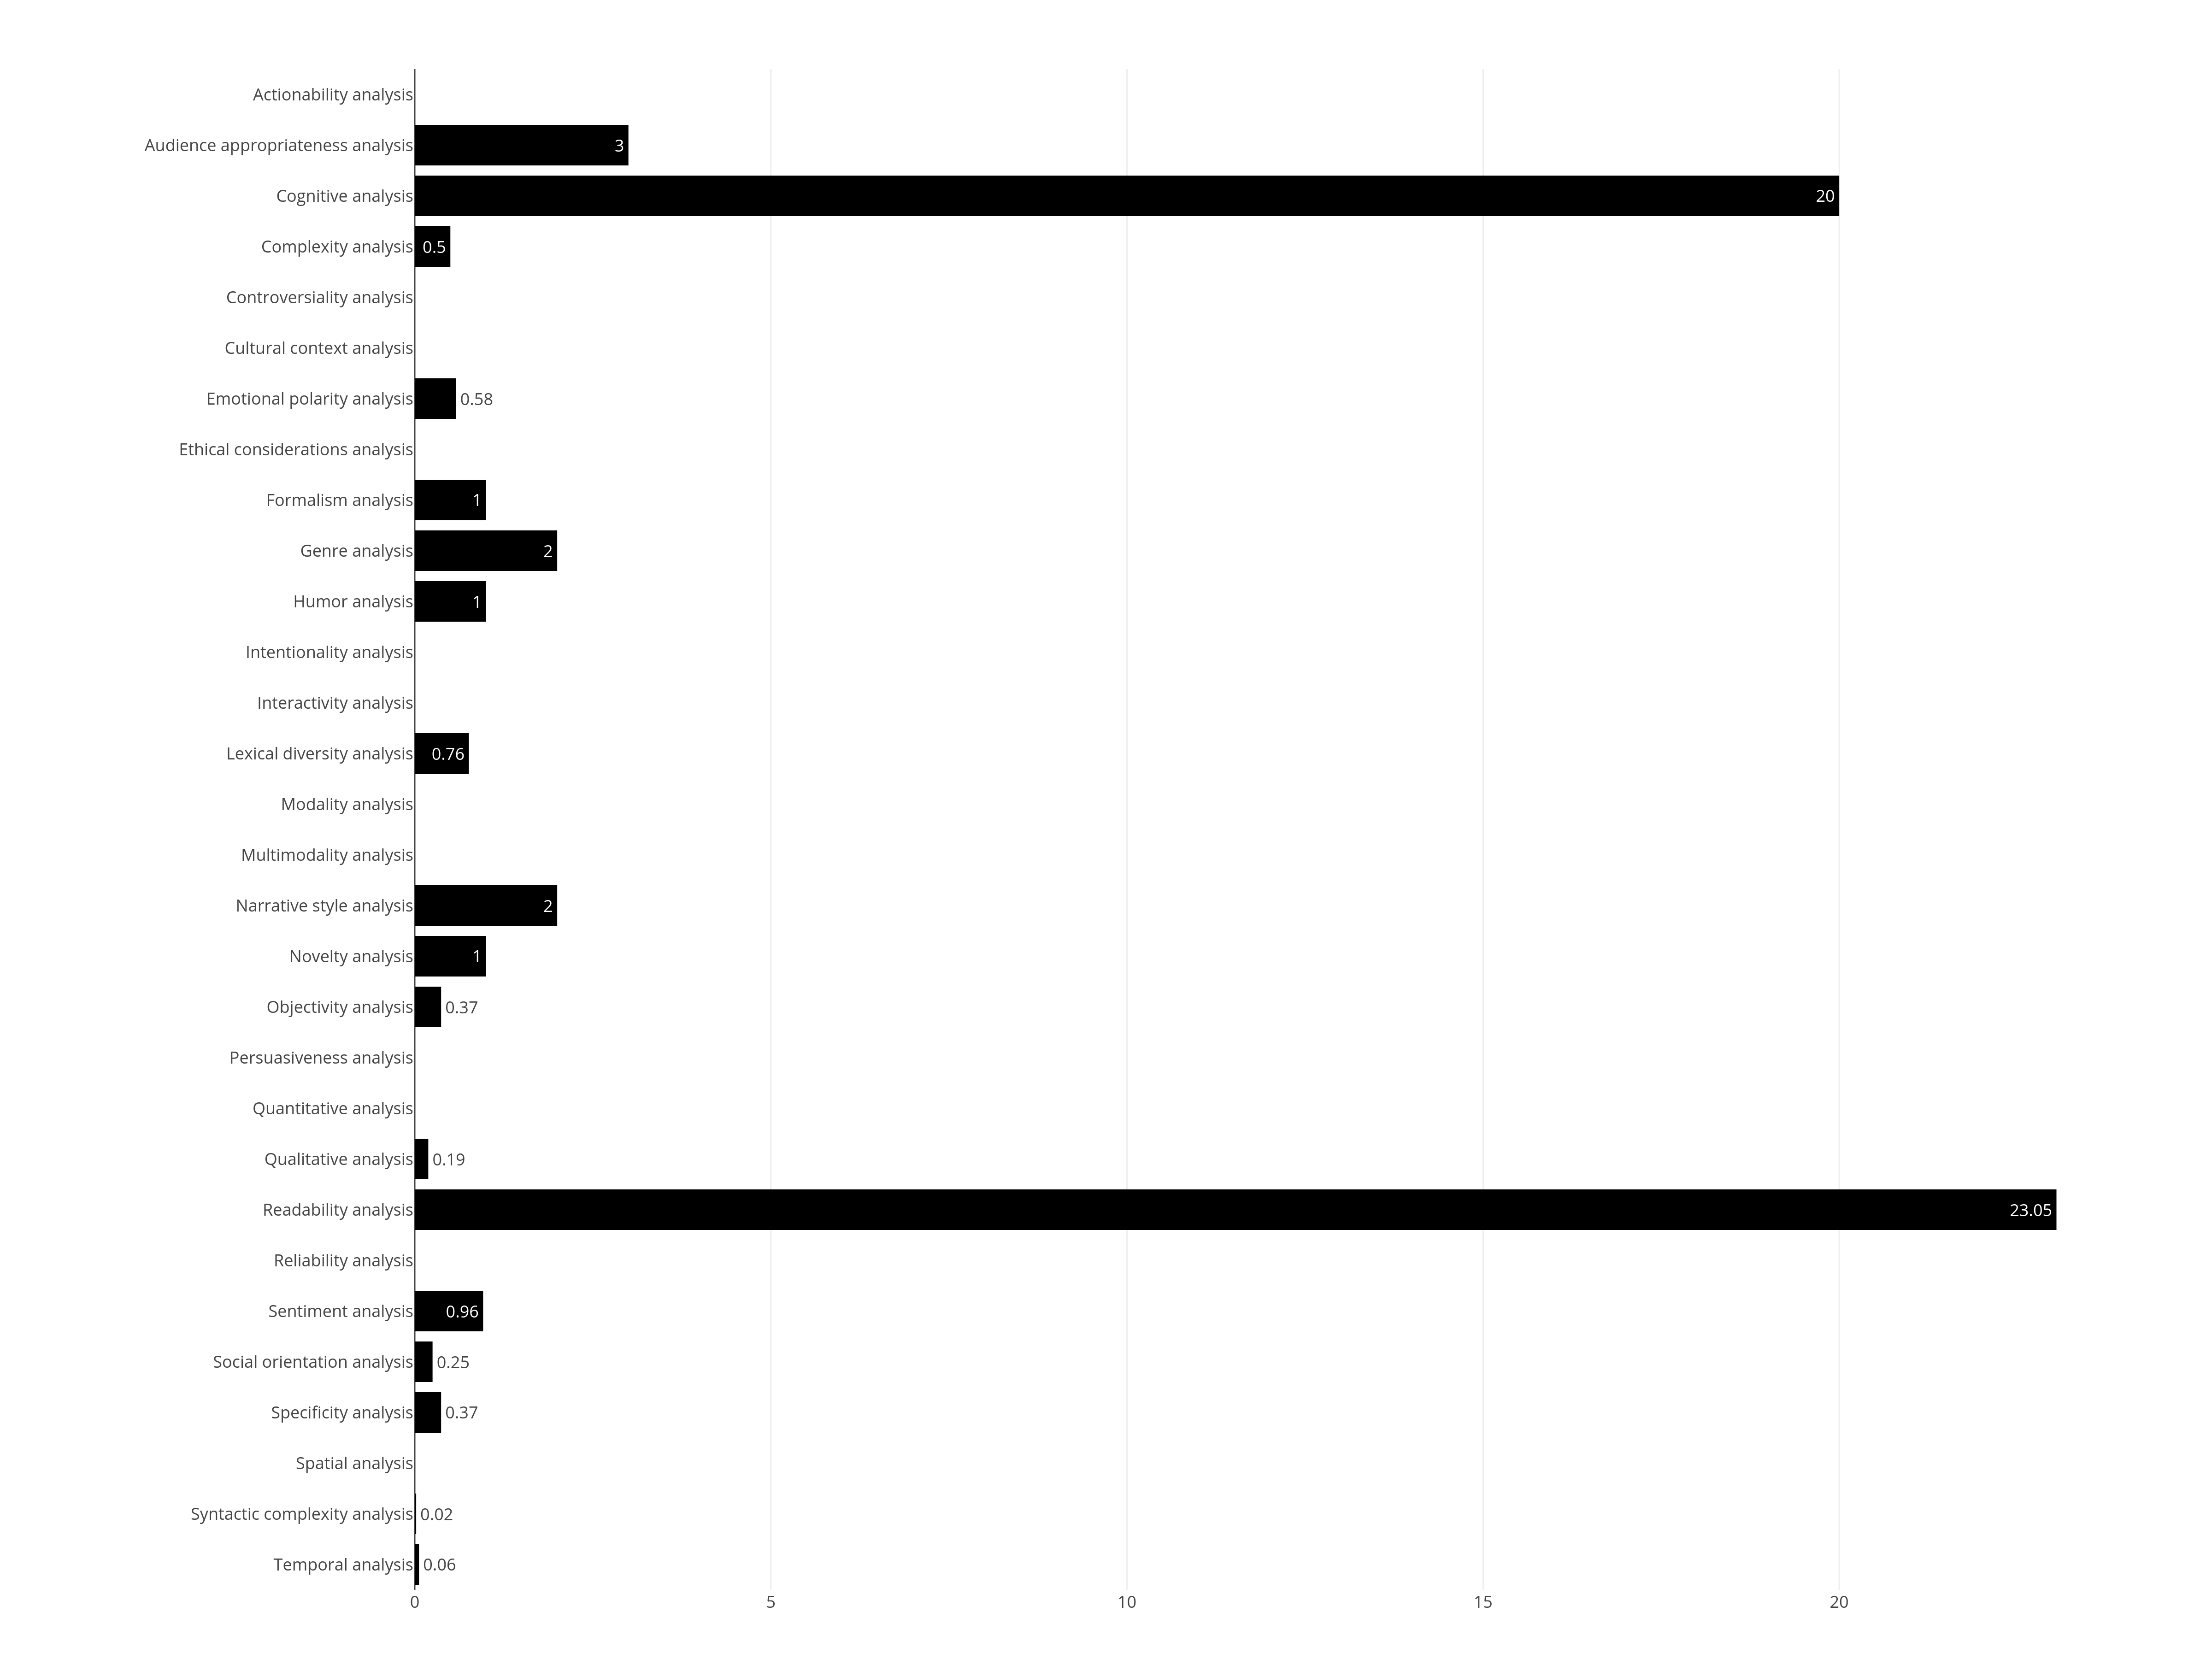 Actionability analysis
Audience appropriateness analysis 3
Cognitive analysis 20
Complexity analysis 0.5
Controversiality analysis
Cultural context analysis
Emotional polarity analysis 0.58
Ethical considerations analysis
Formalism analysis 1
Genre analysis 2
Humor analysis 1
Intentionality analysis
Interactivity analysis
Lexical diversity analysis 0.76
Modality analysis
Multimodality analysis
Narrative style analysis 2
Novelty analysis 1
Objectivity analysis 0.37
Persuasiveness analysis
Quantitative analysis
Qualitative analysis 0.19
Readability analysis 23.05
Reliability analysis
Sentiment analysis 0.96
Social orientation analysis 0.25
Specificity analysis 0.37
Spatial analysis
Syntactic complexity analysis 0.02
Temporal analysis 0.06
0 5 10 15 20